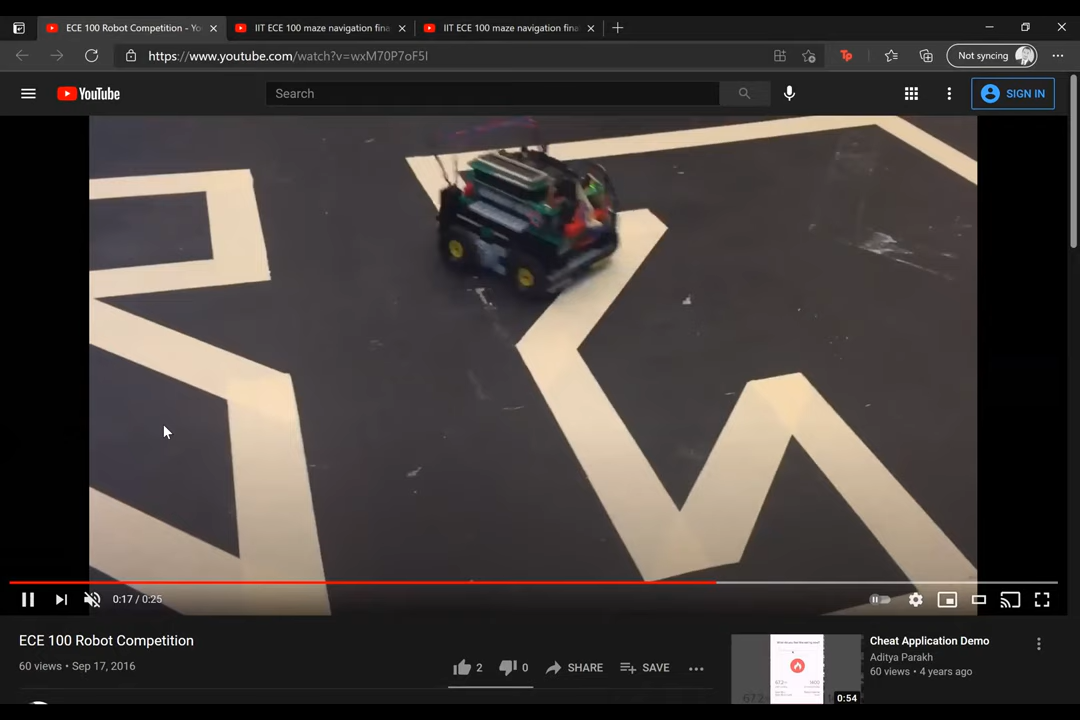 ECE 100 Robot Competition - Yo
IIT ECE 100 maze navigation fina
IIT ECE 100 maze navigation fina
https://www.youtube.com/watch?v=wxM70P7oF5I
Not syncing
YouTube
Search
SIGN IN
0:17 / 0:25
ECE 100 Robot Competition
60 views • Sep 17, 2016
2
0
SHARE
SAVE
0:54
Cheat Application Demo
Aditya Parakh
60 views • 4 years ago